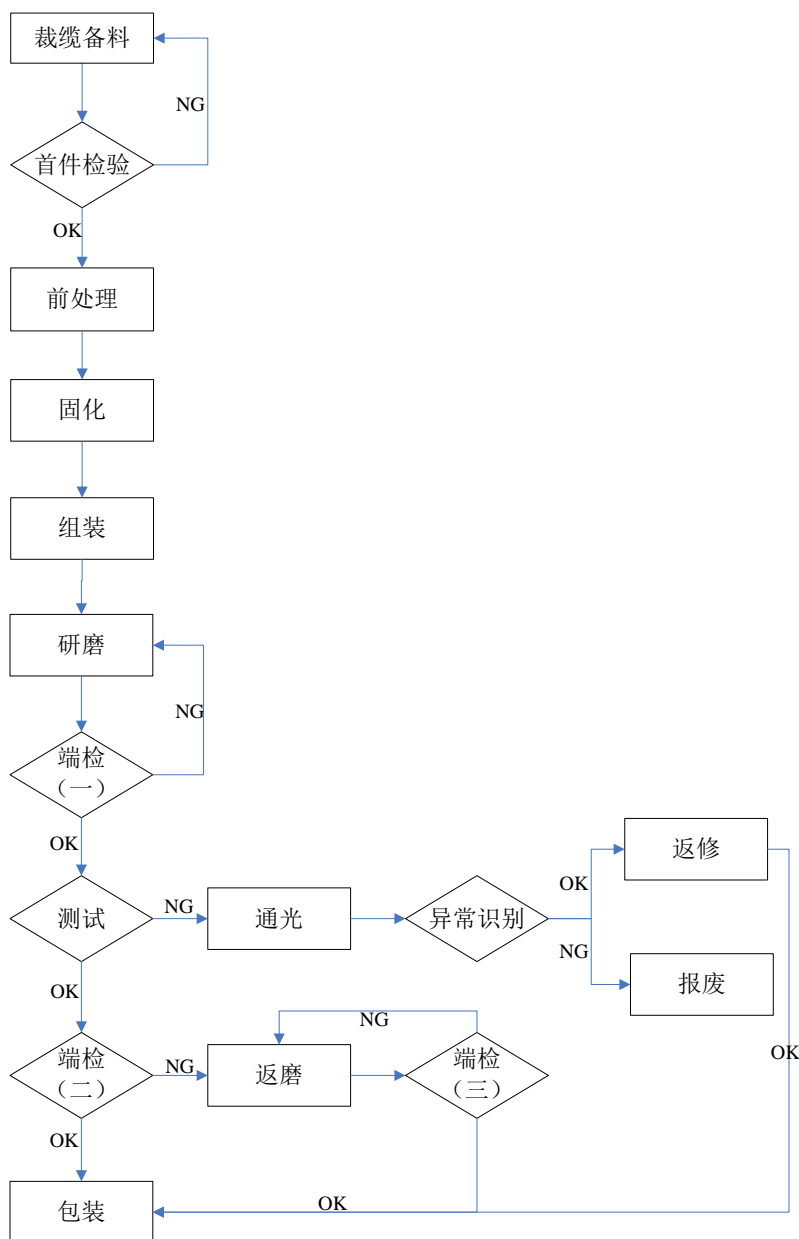 裁缆备料
NG
首件检验
OK
前处理
固化
组装
研磨
NG
端检
（一）
OK
返修
OK
测试
NG
通光
异常识别
NG
报废
OK
NG
端检
（二）
NG
返磨
端检
（三）
OK
OK
包装
OK